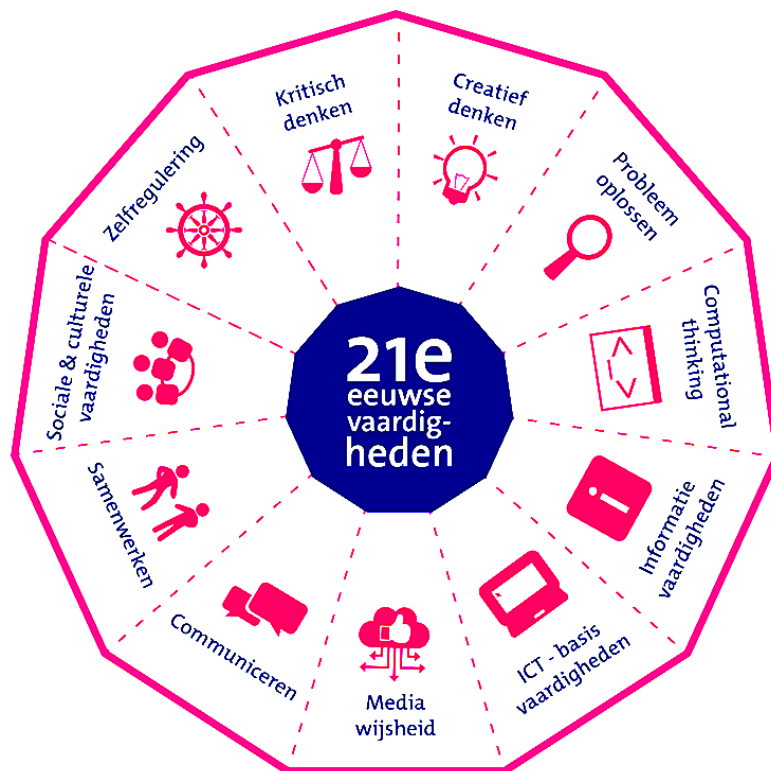 21e
eeuwse
vaardig-
heden
Kritisch
denken
Creatief
denken
Probleem
oplossen
Computational
thinking
Informatie
vaardigheden
ICT - basis
vaardigheden
Media
wijsheid
Communiceren
Samenwerken
Sociale & culturele
vaardigheden
Zelfregulering